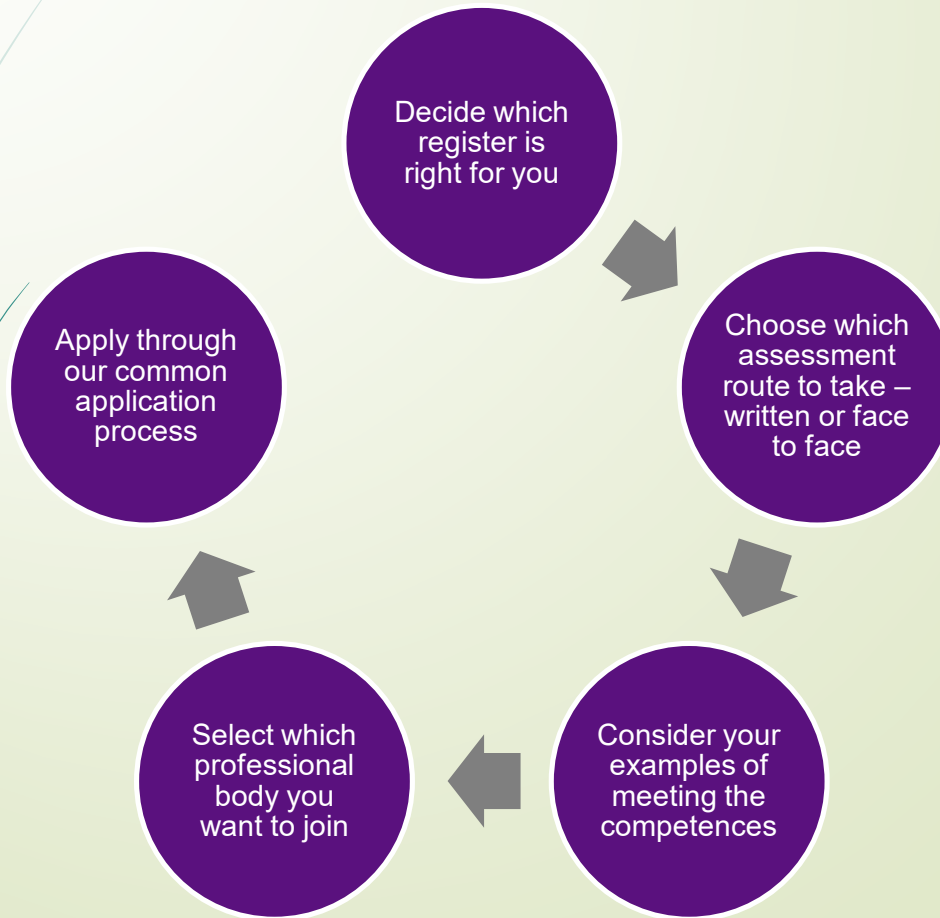 Decide which
register is
right for you
Choose which
assessment
route to take –
written or face
to face
Consider your
examples of
meeting the
competences
Select which
professional
body you
want to join
Apply through
our common
application
process